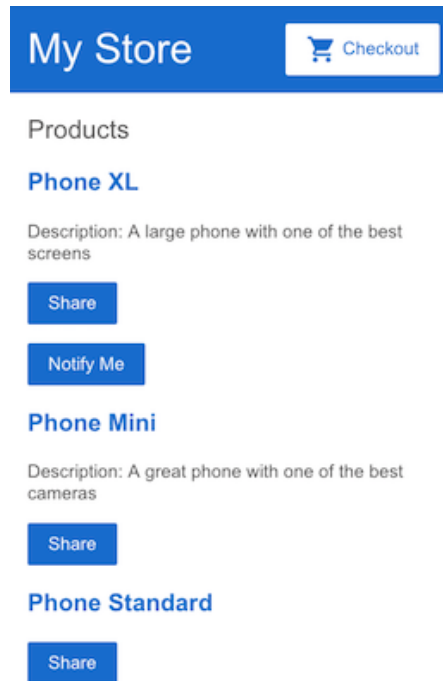 My Store
Checkout
Products
Phone XL
Description: A large phone with one of the best
screens
Share
Notify Me
Phone Mini
Description: A great phone with one of the best
cameras
Share
Phone Standard
Share